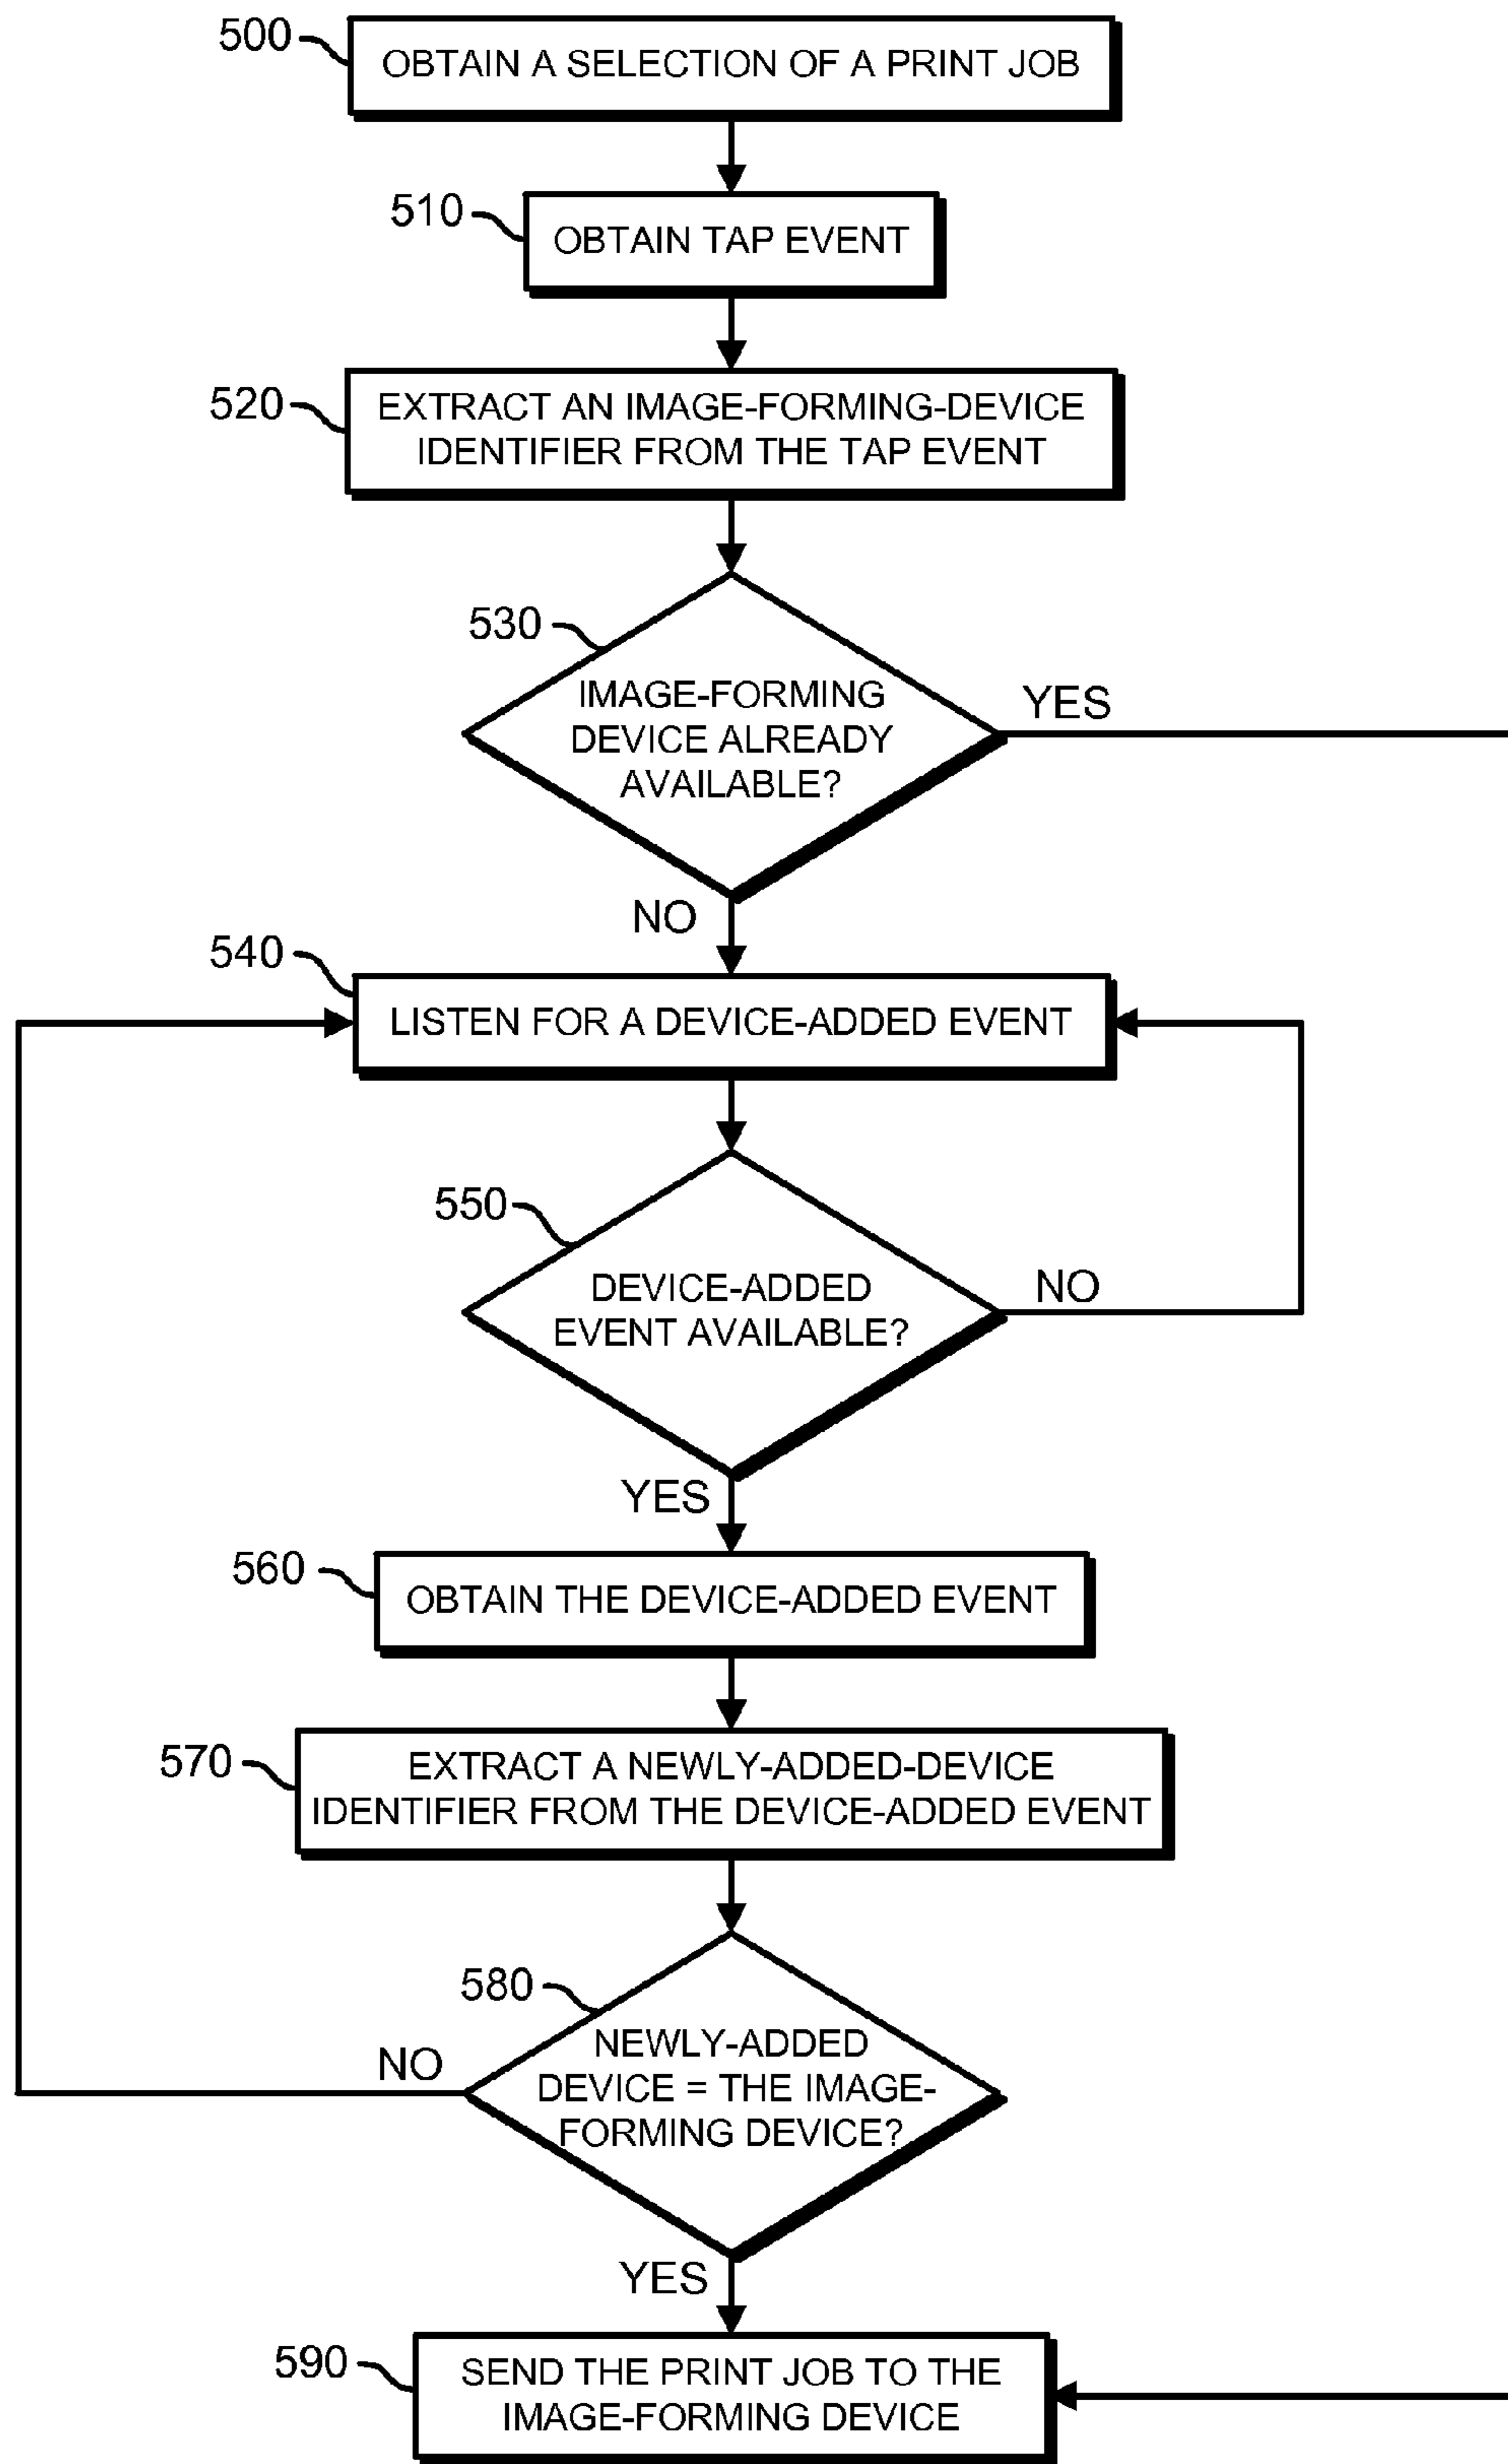 500
OBTAIN A SELECTION OF A PRINT JOB
510
OBTAIN TAP EVENT
520
EXTRACT AN IMAGE-FORMING-DEVICE
IDENTIFIER FROM THE TAP EVENT
530
IMAGE-FORMING
DEVICE ALREADY
AVAILABLE?
YES
NO
540
LISTEN FOR A DEVICE-ADDED EVENT
550
DEVICE-ADDED
EVENT AVAILABLE?
NO
YES
560
OBTAIN THE DEVICE-ADDED EVENT
570
EXTRACT A NEWLY-ADDED-DEVICE
IDENTIFIER FROM THE DEVICE-ADDED EVENT
580
NEWLY-ADDED
DEVICE = THE IMAGE-
FORMING DEVICE?
NO
YES
590
SEND THE PRINT JOB TO THE
IMAGE-FORMING DEVICE